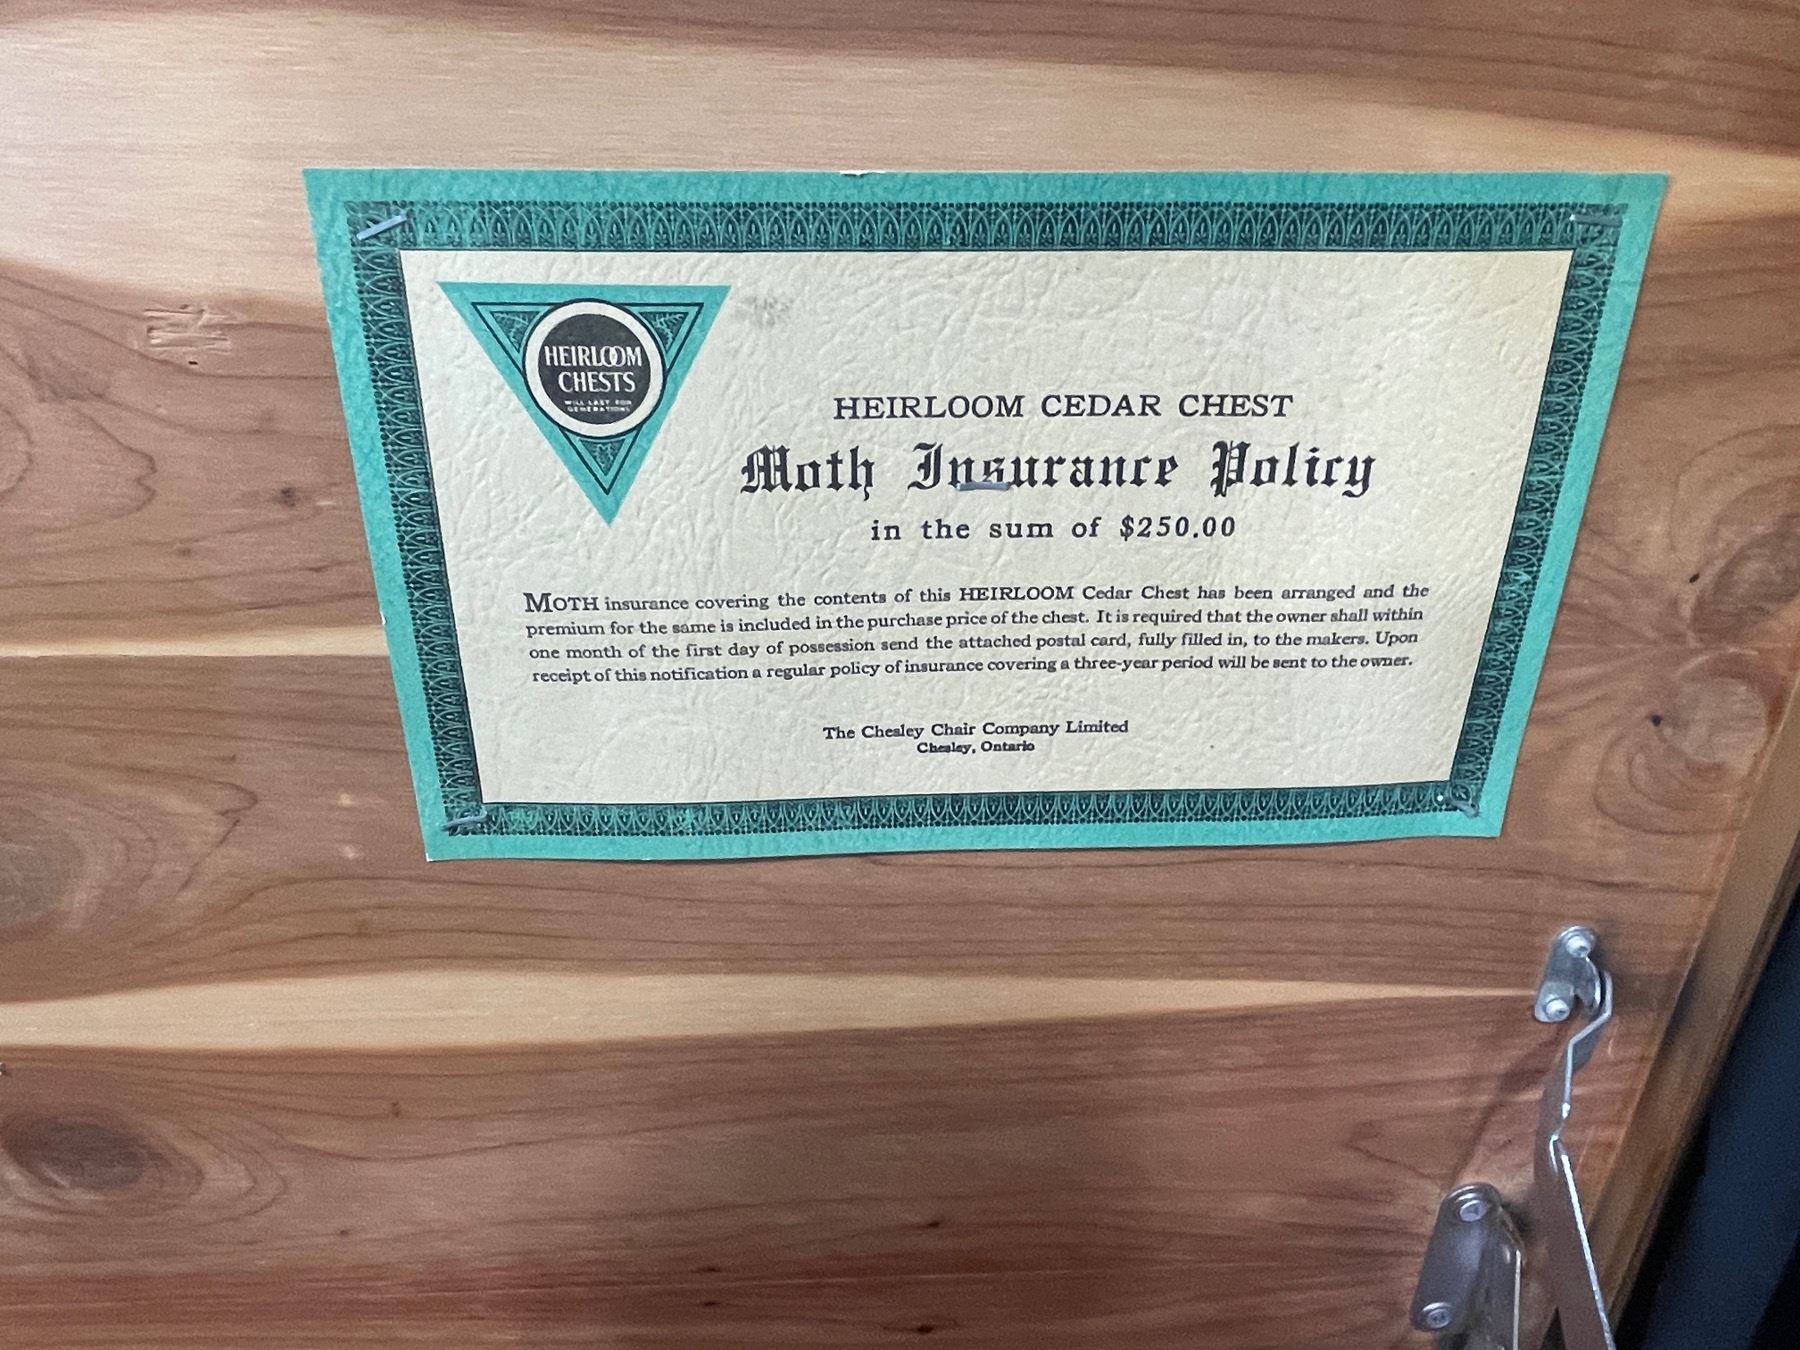 HEIRLOOM
CHESTS
WILL LAST FOR
GENERATIONS
HEIRLOOM CEDAR CHEST
Moth Insurance Policy
in the sum of $250.00
MOTH insurance covering the contents of this HEIRLOOM Cedar Chest has been arranged and the
premium for the same is included in the purchase price of the chest. It is required that the owner shall within
one month of the first day of possession send the attached postal card, fully filled in, to the makers. Upon
receipt of this notification a regular policy of insurance covering a three-year period will be sent to the owner.
The Chesley Chair Company Limited
Chesley, Ontario